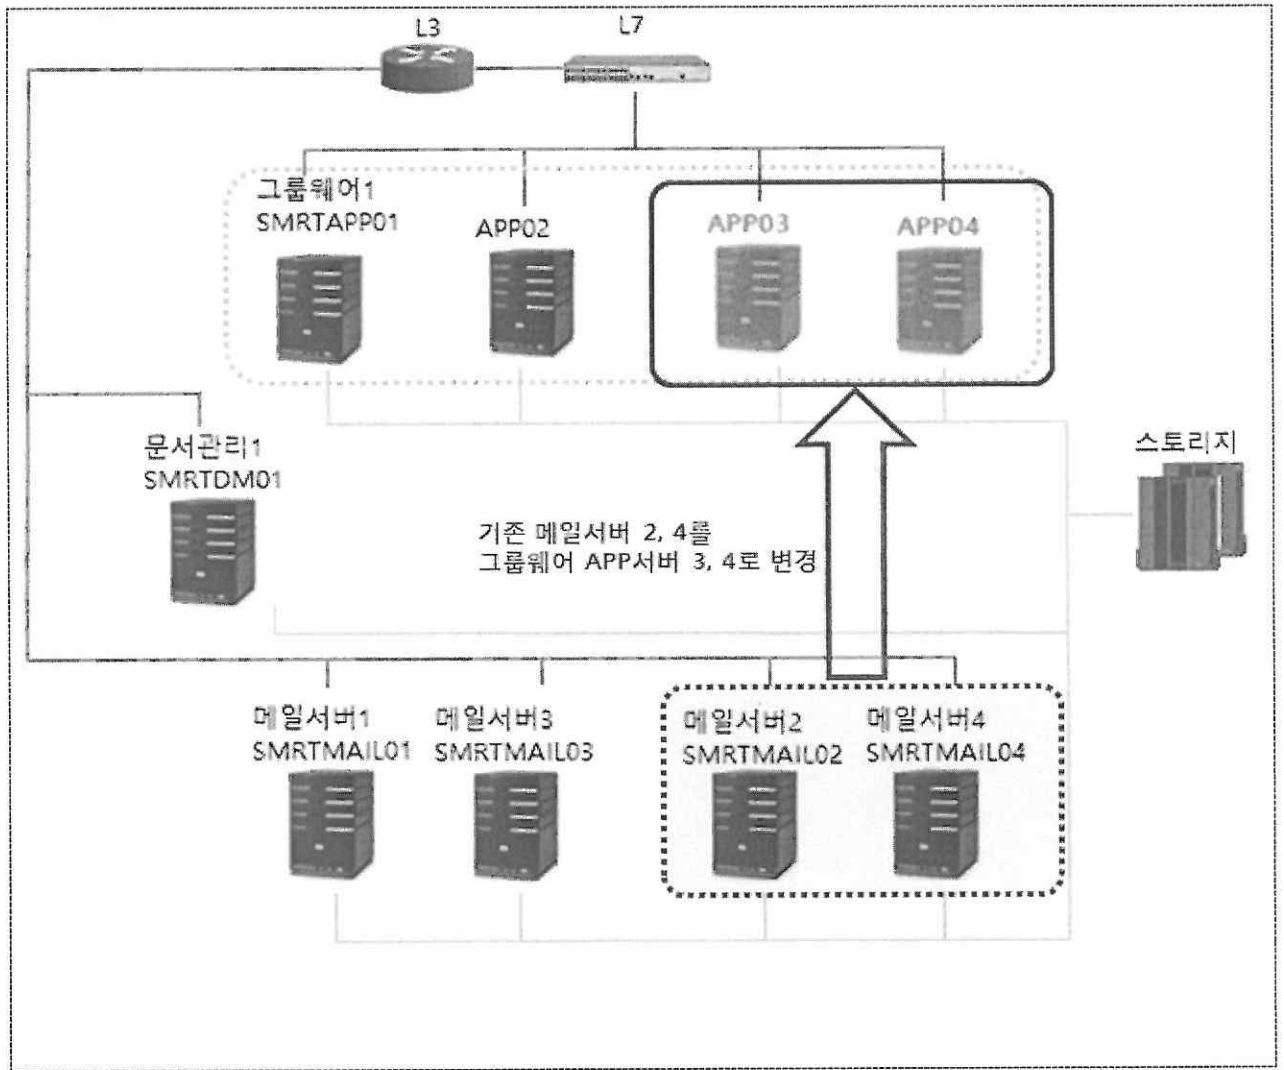 L3
L7
그룹웨어1
SMRTAPP01
APP02
APP03
APP04
문서관리1
SMRTDM01
스토리지
기존 메일서버 2, 4를
그룹웨어 APP서버 3, 4로 변경
메일서버1
SMRTMAIL01
메일서버3
SMRTMAIL03
메일서버2
SMRTMAIL02
메일서버4
SMRTMAIL04